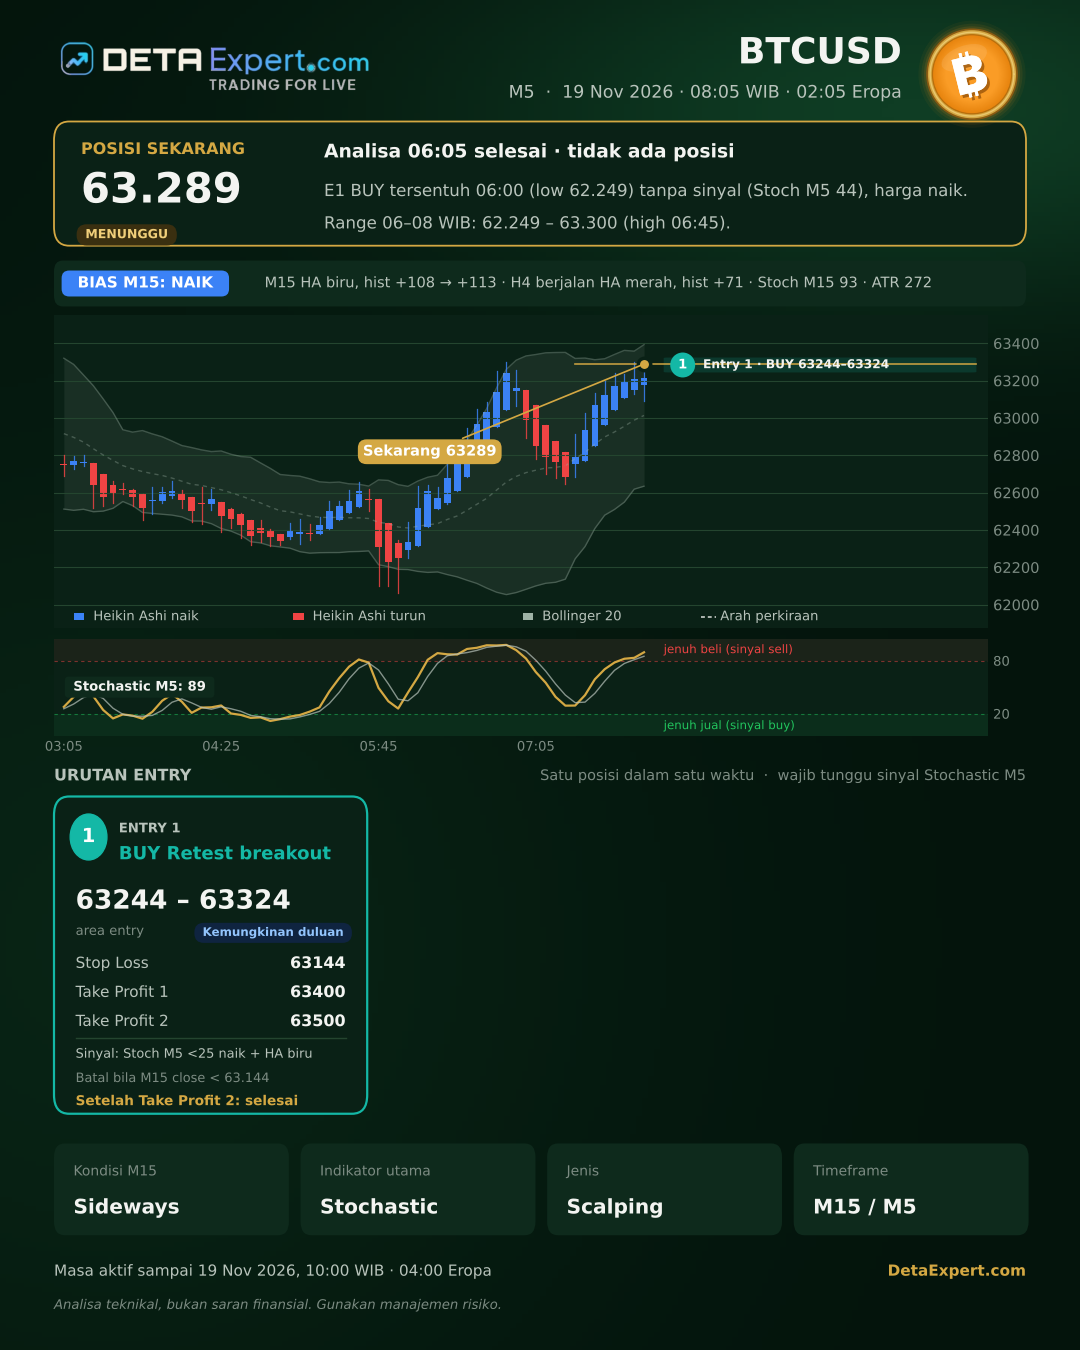 DETA Expert.com
TRADING FOR LIVE
BTCUSD
M5 · 19 Nov 2026 · 08:05 WIB · 02:05 Eropa
POSISI SEKARANG
63.289
MENUNGGU
Analisa 06:05 selesai · tidak ada posisi
E1 BUY tersentuh 06:00 (low 62.249) tanpa sinyal (Stoch M5 44), harga naik.
Range 06–08 WIB: 62.249 – 63.300 (high 06:45).
BIAS M15: NAIK
M15 HA biru, hist +108 → +113 · H4 berjalan HA merah, hist +71 · Stoch M15 93 · ATR 272
63400
63200
63000
62800
62600
62400
62200
62000
1 Entry 1 · BUY 63244–63324
Sekarang 63289
Heikin Ashi naik
Heikin Ashi turun
Bollinger 20
Arah perkiraan
jenuh beli (sinyal sell)
80
Stochastic M5: 89
20
jenuh jual (sinyal buy)
03:05 04:25 05:45 07:05
URUTAN ENTRY
Satu posisi dalam satu waktu · wajib tunggu sinyal Stochastic M5
1
ENTRY 1
BUY Retest breakout
63244 – 63324
area entry
Kemungkinan duluan
Stop Loss 63144
Take Profit 1 63400
Take Profit 2 63500
Sinyal: Stoch M5 <25 naik + HA biru
Batal bila M15 close < 63.144
Setelah Take Profit 2: selesai
Kondisi M15
Sideways
Indikator utama
Stochastic
Jenis
Scalping
Timeframe
M15 / M5
Masa aktif sampai 19 Nov 2026, 10:00 WIB · 04:00 Eropa
DetaExpert.com
Analisa teknikal, bukan saran finansial. Gunakan manajemen risiko.